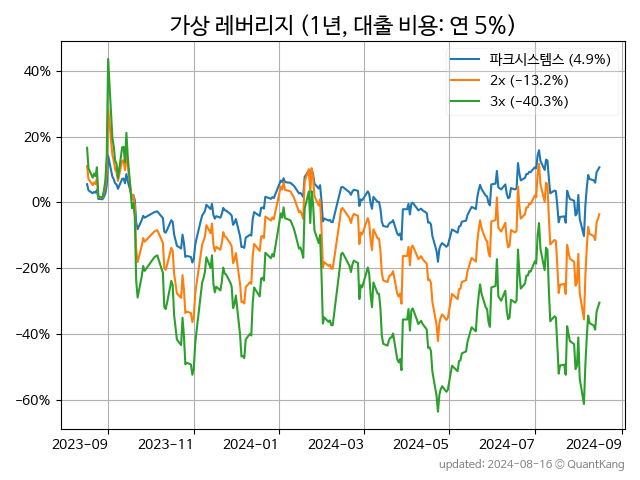 가상 레버리지 (1년, 대출 비용: 연 5%)
파크시스템스 (4.9%)
2x (−13.2%)
3x (−40.3%)
40%
20%
0%
−20%
−40%
−60%
2023-09 2023-11 2024-01 2024-03 2024-05 2024-07 2024-09
updated: 2024-08-16 © QuantKang